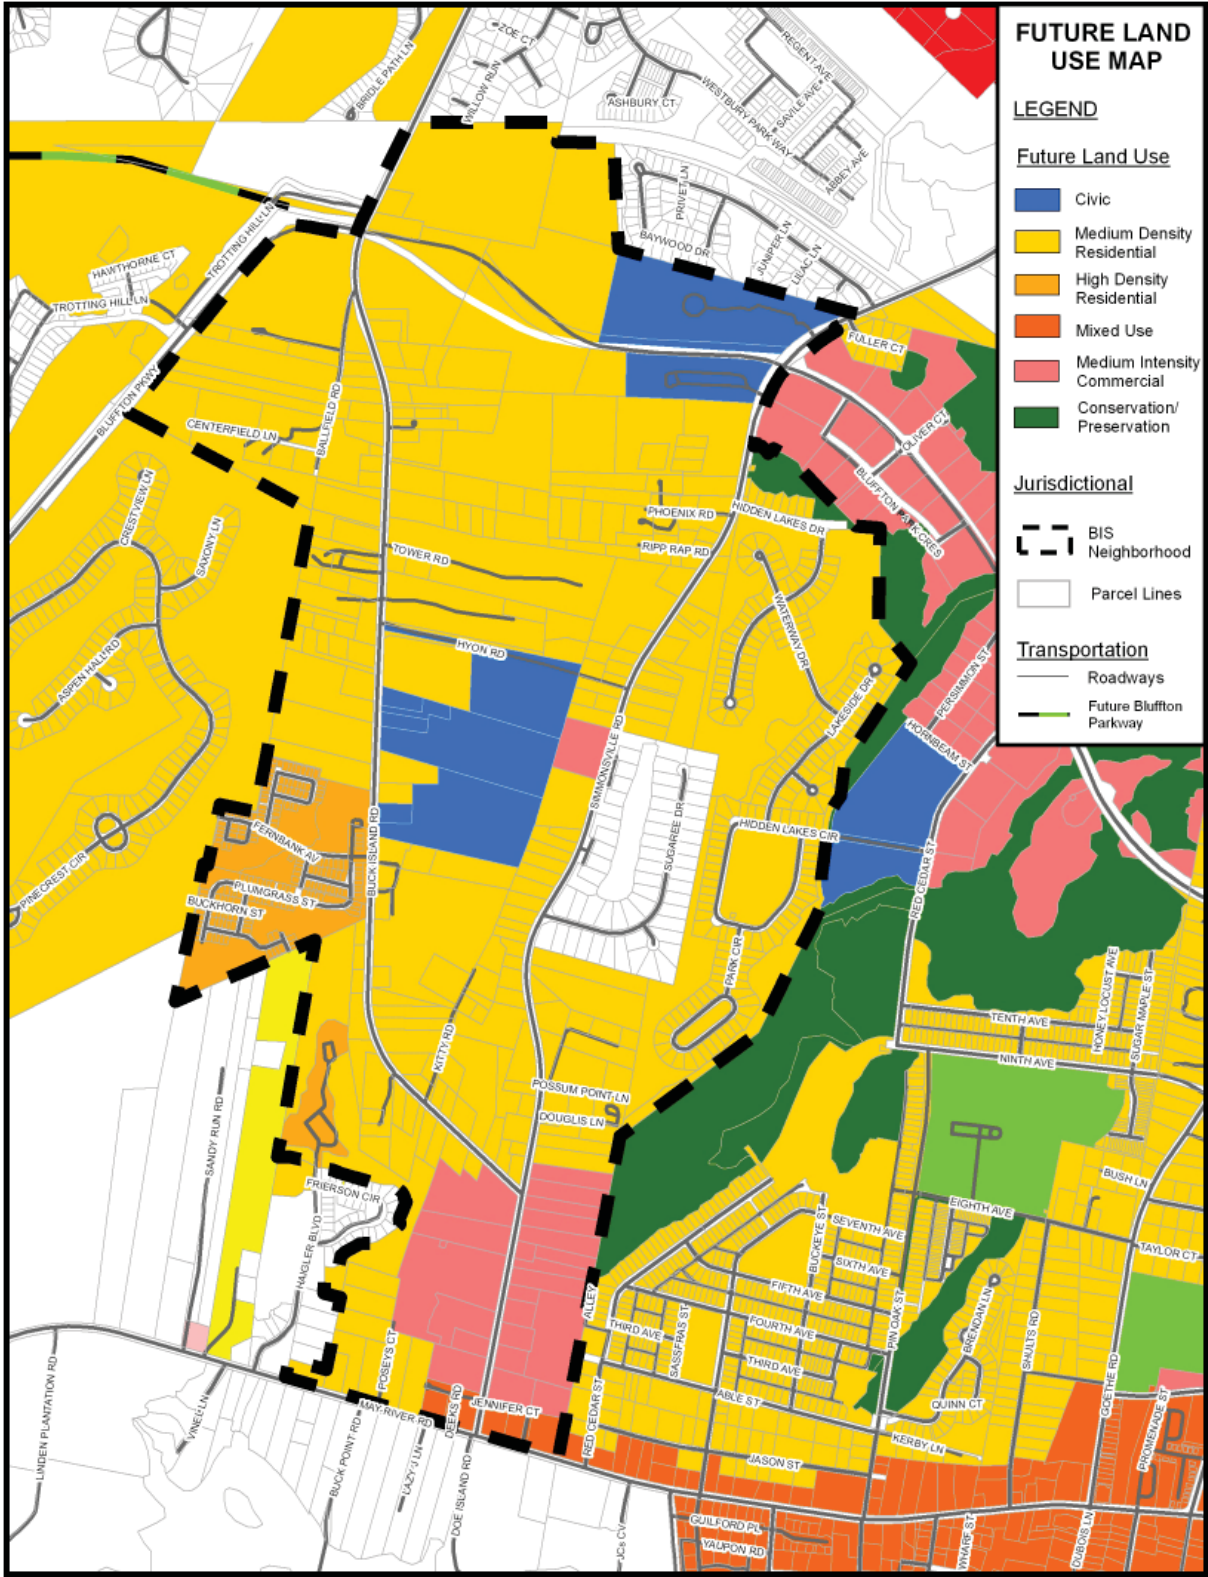 FUTURE LAND
USE MAP
LEGEND
Future Land Use
Civic
Medium Density
Residential
High Density
Residential
Mixed Use
Medium Intensity
Commercial
Conservation/
Preservation
Jurisdictional
BIS
Neighborhood
Parcel Lines
Transportation
Roadways
Future Bluffton
Parkway
ZOE CT
BRIDLE PATH LN
WILLOW RUN
REGENT AVE
ASHBURY CT
WESTBURY PARK WAY
SAVILE AVE
ABBEY AVE
PRIVET LN
BAYWOOD DR
JUNIPER LN
LILAC LN
TROTTING HILL LN
HAWTHORNE CT
TROTTING HILL LN
FULLER CT
BLUFFTON PKWY
CENTERFIELD LN
BALLFIELD RD
OLIVER CT
BLUFFTON PARK CRES
CRESTVIEW LN
SAXONY LN
PHOENIX RD
HIDDEN LAKES DR
TOWER RD
RIPP RAP RD
WATERWAY DR
HYON RD
ASPEN HALL RD
LAKESIDE DR
PERSIMMON ST
HORNBEAM ST
SIMMONSVILLE RD
SUGAREE DR
BUCK ISLAND RD
HIDDEN LAKES CIR
FERNBANK AV
PINECREST CIR
PLUMGRASS ST
BUCKHORN ST
RED CEDAR ST
PARK CIR
HONEY LOCUST AVE
SUGAR MAPLE ST
TENTH AVE
NINTH AVE
KITTY RD
POSSUM POINT LN
DOUGLIS LN
SANDY RUN RD
FRIERSON CIR
BUSH LN
EIGHTH AVE
SEVENTH AVE
BUCKEYE ST
TAYLOR CT
HAIGLER BLVD
SIXTH AVE
FIFTH AVE
ALLEY
PIN OAK ST
BRENDAN LN
SHULTS RD
THIRD AVE
SASSFRAS ST
FOURTH AVE
POSEYS CT
THIRD AVE
GOETHE RD
LINDEN PLANTATION RD
VINEL LN
MAY RIVER RD
DEEKS RD
JENNIFER CT
RED CEDAR ST
ABLE ST
QUINN CT
PROMENADE ST
KERBY LN
BUCK POINT RD
LAZY J LN
DOE ISLAND RD
JASON ST
GUILFORD PL
YAUPON RD
JCs CV
WHARF ST
DUBOIS LN